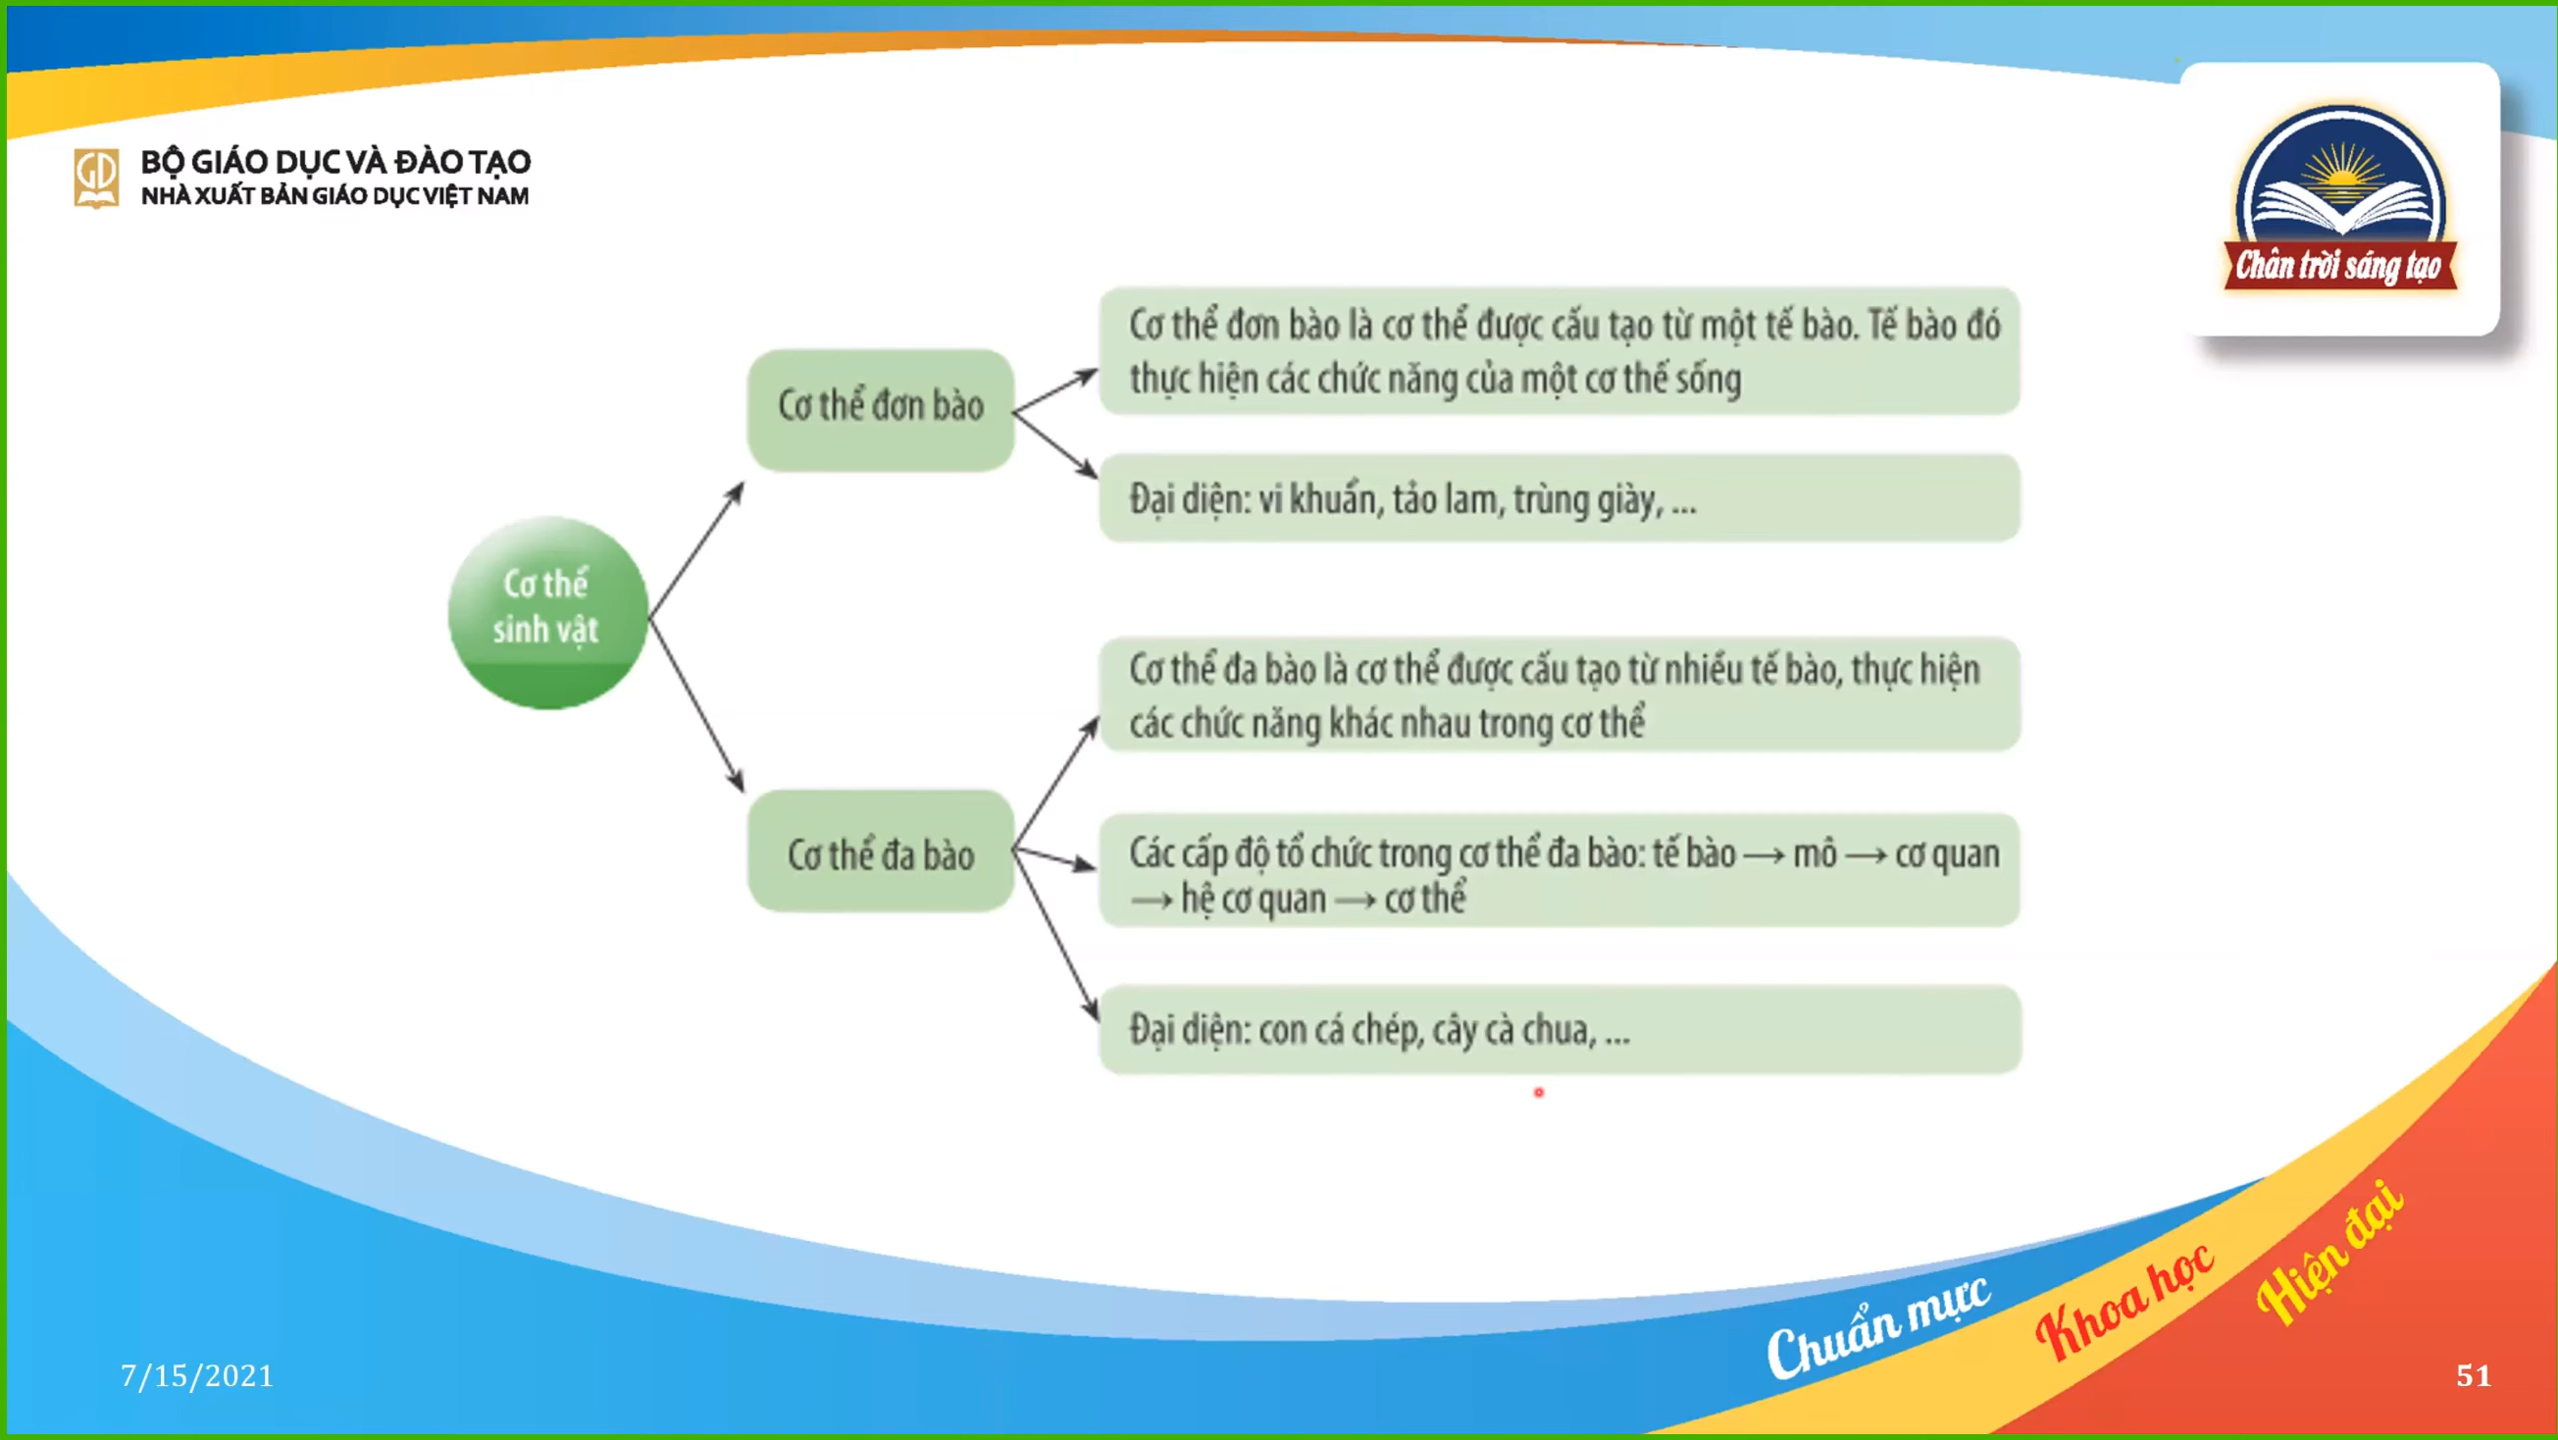 BỘ GIÁO DỤC VÀ ĐÀO TẠO
NHÀ XUẤT BẢN GIÁO DỤC VIỆT NAM
Chân trời sáng tạo
Cơ thể
sinh vật
Cơ thể đơn bào
Cơ thể đơn bào là cơ thể được cấu tạo từ một tế bào. Tế bào đó
thực hiện các chức năng của một cơ thể sống
Đại diện: vi khuẩn, tảo lam, trùng giày, ...
Cơ thể đa bào
Cơ thể đa bào là cơ thể được cấu tạo từ nhiều tế bào, thực hiện
các chức năng khác nhau trong cơ thể
Các cấp độ tổ chức trong cơ thể đa bào: tế bào → mô → cơ quan
→ hệ cơ quan → cơ thể
Đại diện: con cá chép, cây cà chua, ...
Chuẩn mực
Khoa học
Hiện đại
7/15/2021
51